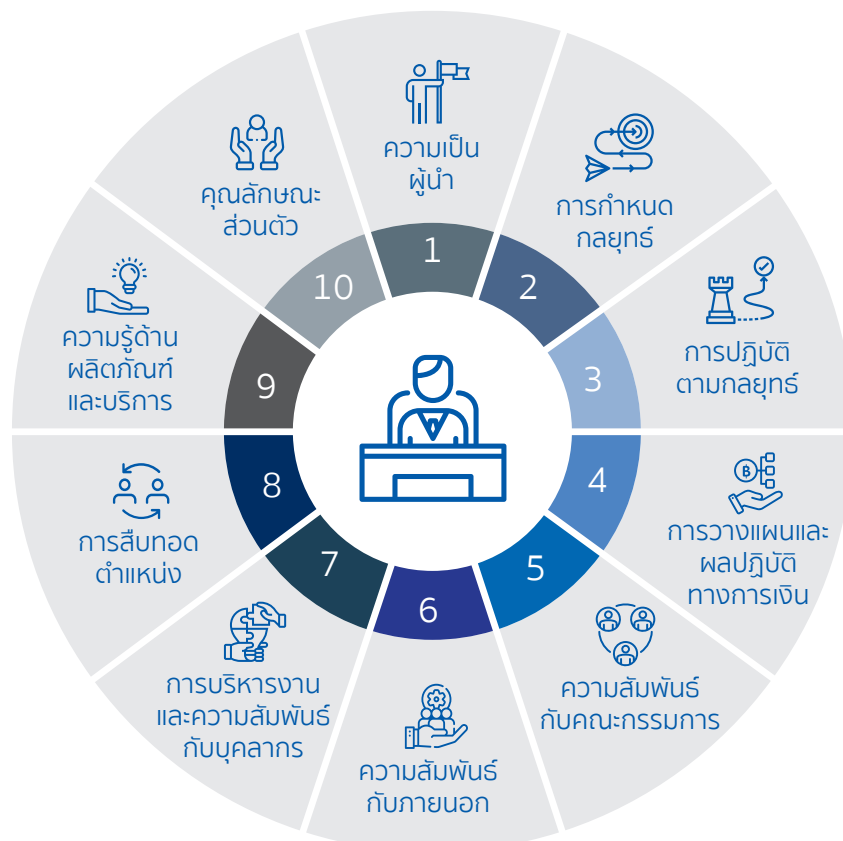 1
ความเป็น
ผู้นำ
2
การกำหนด
กลยุทธ์
3
การปฏิบัติ
ตามกลยุทธ์
4
฿
การวางแผนและ
ผลปฏิบัติ
ทางการเงิน
5
ความสัมพันธ์
กับคณะกรรมการ
6
ความสัมพันธ์
กับภายนอก
7
การบริหารงาน
และความสัมพันธ์
กับบุคลากร
8
การสืบทอด
ตำแหน่ง
9
ความรู้ด้าน
ผลิตภัณฑ์
และบริการ
10
คุณลักษณะ
ส่วนตัว